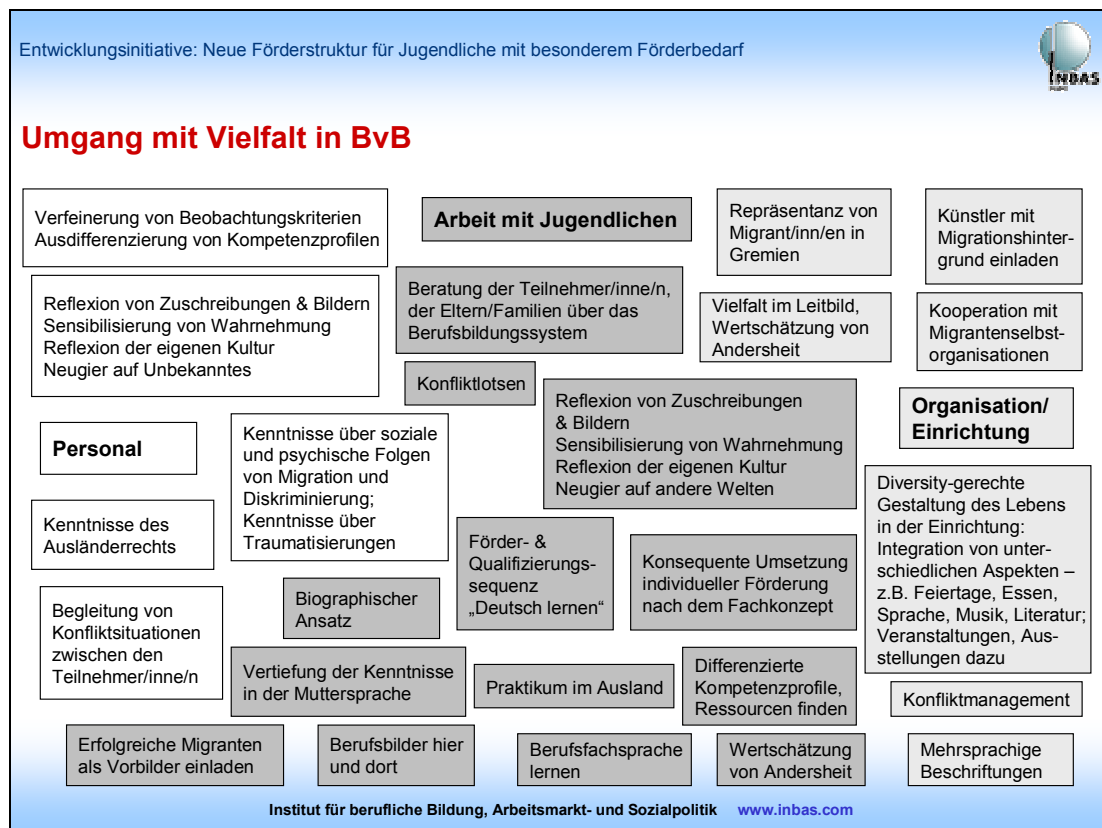 Entwicklungsinitiative: Neue Förderstruktur für Jugendliche mit besonderem Förderbedarf
INBAS
Umgang mit Vielfalt in BvB
Verfeinerung von Beobachtungskriterien
Ausdifferenzierung von Kompetenzprofilen
Arbeit mit Jugendlichen
Repräsentanz von
Migrant/inn/en in
Gremien
Künstler mit
Migrationshinter-
grund einladen
Reflexion von Zuschreibungen & Bildern
Sensibilisierung von Wahrnehmung
Reflexion der eigenen Kultur
Neugier auf Unbekanntes
Beratung der Teilnehmer/inne/n,
der Eltern/Familien über das
Berufsbildungssystem
Vielfalt im Leitbild,
Wertschätzung von
Andersheit
Kooperation mit
Migrantenselbst-
organisationen
Konfliktlotsen
Reflexion von Zuschreibungen
& Bildern
Sensibilisierung von Wahrnehmung
Reflexion der eigenen Kultur
Neugier auf andere Welten
Organisation/
Einrichtung
Personal
Kenntnisse über soziale
und psychische Folgen
von Migration und
Diskriminierung;
Kenntnisse über
Traumatisierungen
Diversity-gerechte
Gestaltung des Lebens
in der Einrichtung:
Integration von unter-
schiedlichen Aspekten –
z.B. Feiertage, Essen,
Sprache, Musik, Literatur;
Veranstaltungen, Aus-
stellungen dazu
Kenntnisse des
Ausländerrechts
Förder- &
Qualifizierungs-
sequenz
„Deutsch lernen“
Konsequente Umsetzung
individueller Förderung
nach dem Fachkonzept
Biographischer
Ansatz
Begleitung von
Konfliktsituationen
zwischen den
Teilnehmer/inne/n
Vertiefung der Kenntnisse
in der Muttersprache
Praktikum im Ausland
Differenzierte
Kompetenzprofile,
Ressourcen finden
Konfliktmanagement
Erfolgreiche Migranten
als Vorbilder einladen
Berufsbilder hier
und dort
Berufsfachsprache
lernen
Wertschätzung
von Andersheit
Mehrsprachige
Beschriftungen
Institut für berufliche Bildung, Arbeitsmarkt- und Sozialpolitik www.inbas.com